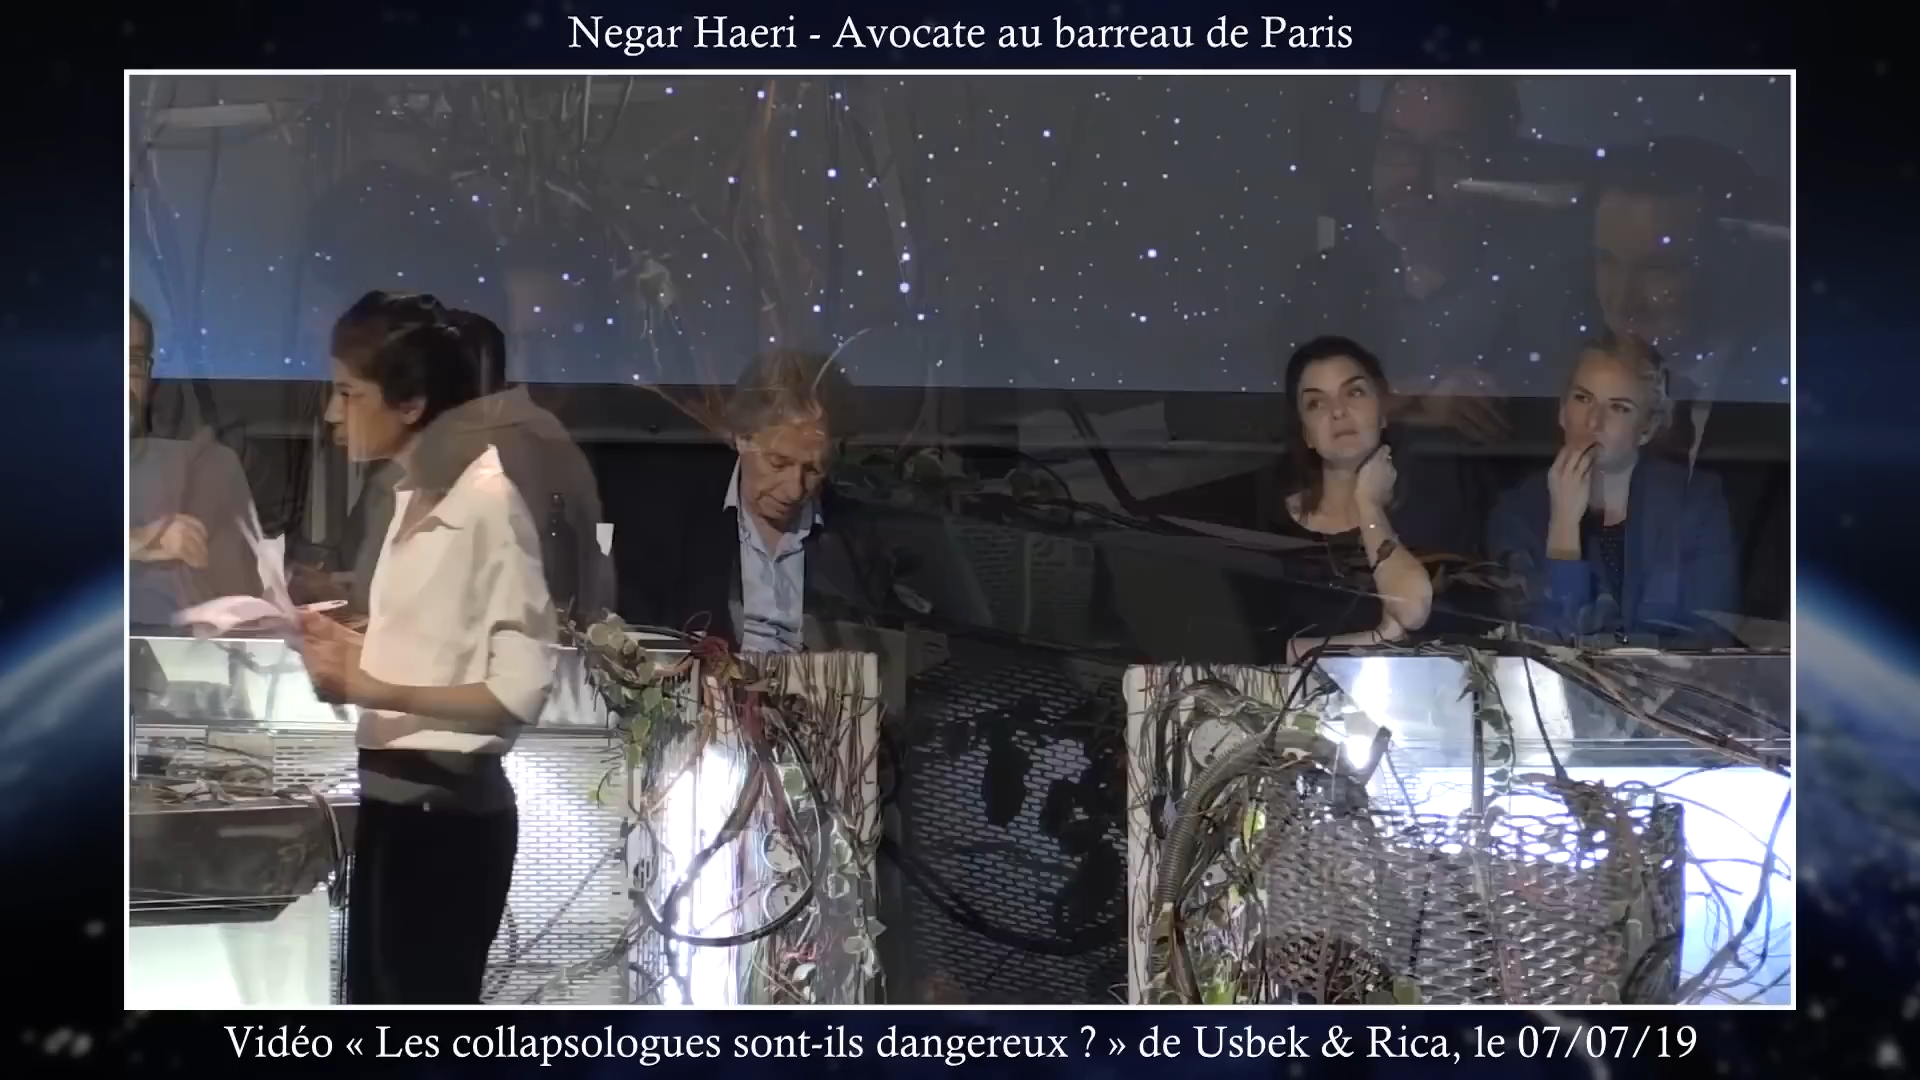 Negar Haeri - Avocate au barreau de Paris
Vidéo « Les collapsologues sont-ils dangereux ? » de Usbek & Rica, le 07/07/19